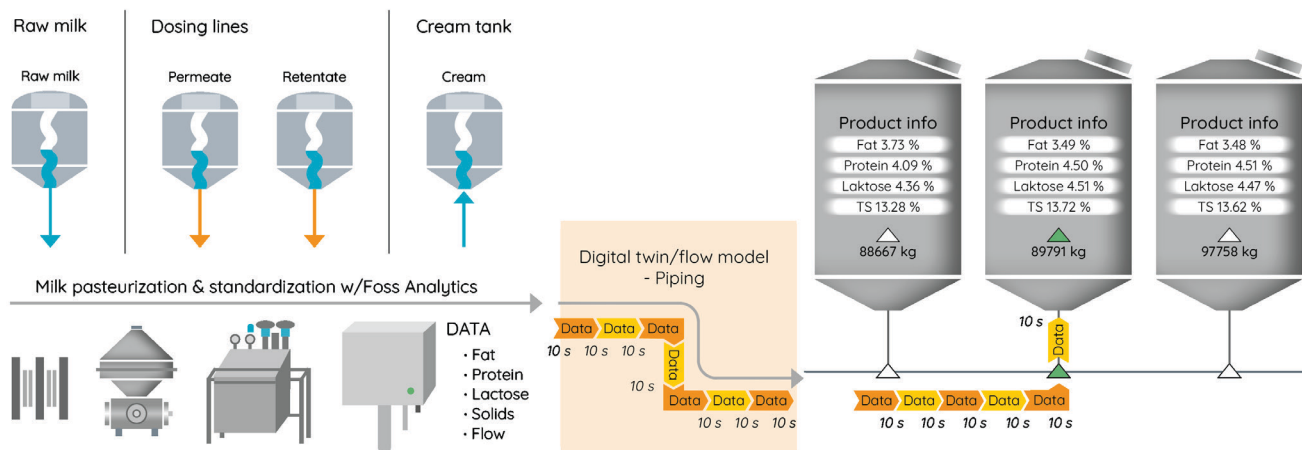 Raw milk
Dosing lines
Cream tank
Raw milk
Permeate
Retentate
Cream
Milk pasteurization & standardization w/Foss Analytics
DATA
· Fat
· Protein
· Lactose
· Solids
· Flow
Digital twin/flow model
- Piping
Data Data Data
10 s 10 s 10 s
Data
10 s
Data Data Data
10 s 10 s 10 s
Product info
Fat 3.73 %
Protein 4.09 %
Laktose 4.36 %
TS 13.28 %
88667 kg
Product info
Fat 3.49 %
Protein 4.50 %
Laktose 4.51 %
TS 13.72 %
89791 kg
Product info
Fat 3.48 %
Protein 4.51 %
Laktose 4.47 %
TS 13.62 %
97758 kg
10 s
Data
Data Data Data Data Data
10 s 10 s 10 s 10 s 10 s